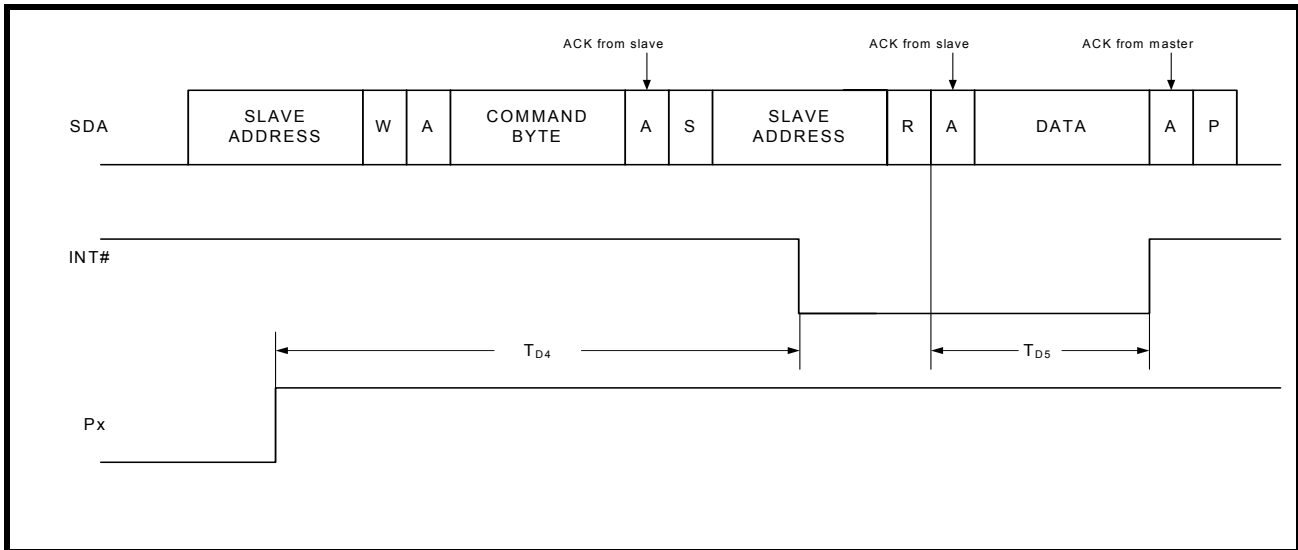 ACK from slave
ACK from slave
ACK from master
SDA
SLAVE
ADDRESS
W
A
COMMAND
BYTE
A
S
SLAVE
ADDRESS
R
A
DATA
A
P
INT#
TD4
TD5
Px